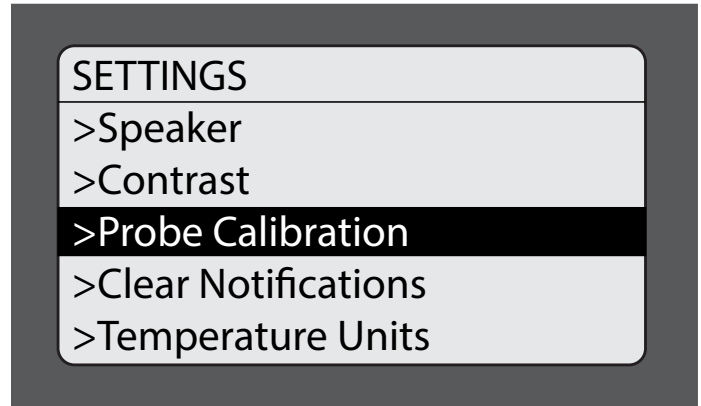 SETTINGS
>Speaker
>Contrast
>Probe Calibration
>Clear Notifications
>Temperature Units